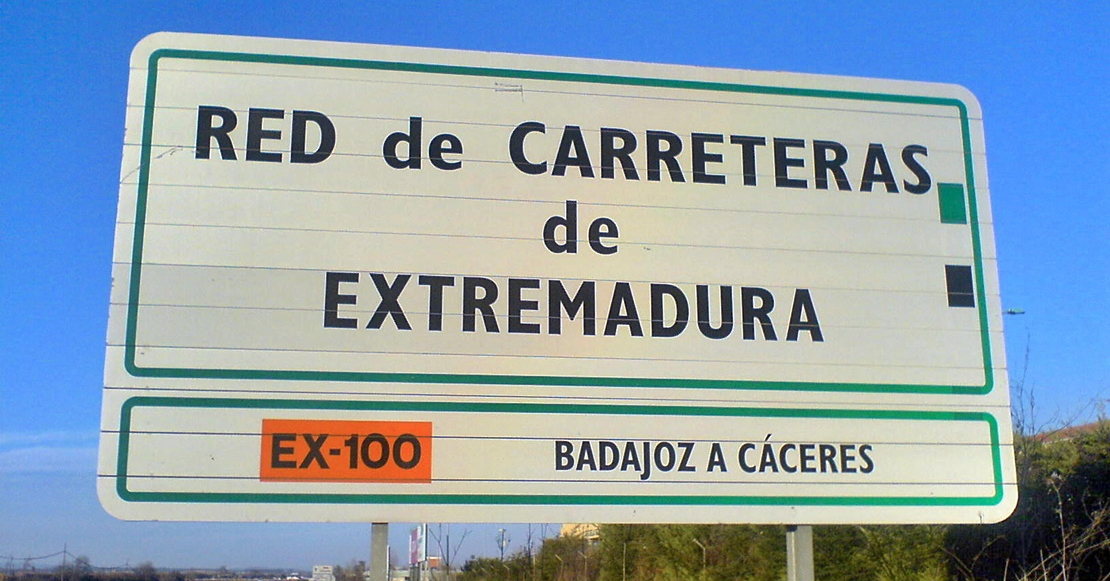 RED de CARRETERAS
de
EXTREMADURA
EX-100 BADAJOZ A CÁCERES